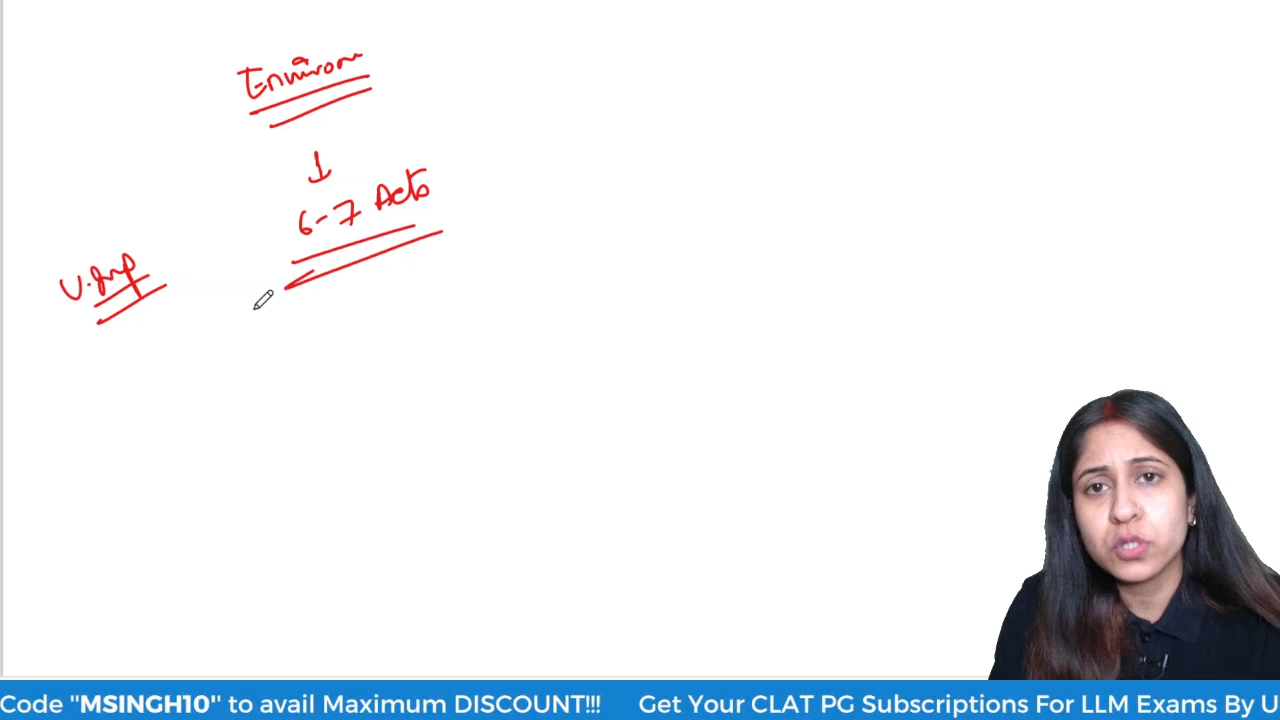 Environ
6-7 Acts
V. Imp
Code "MSINGH10" to avail Maximum DISCOUNT!!! Get Your CLAT PG Subscriptions For LLM Exams By U